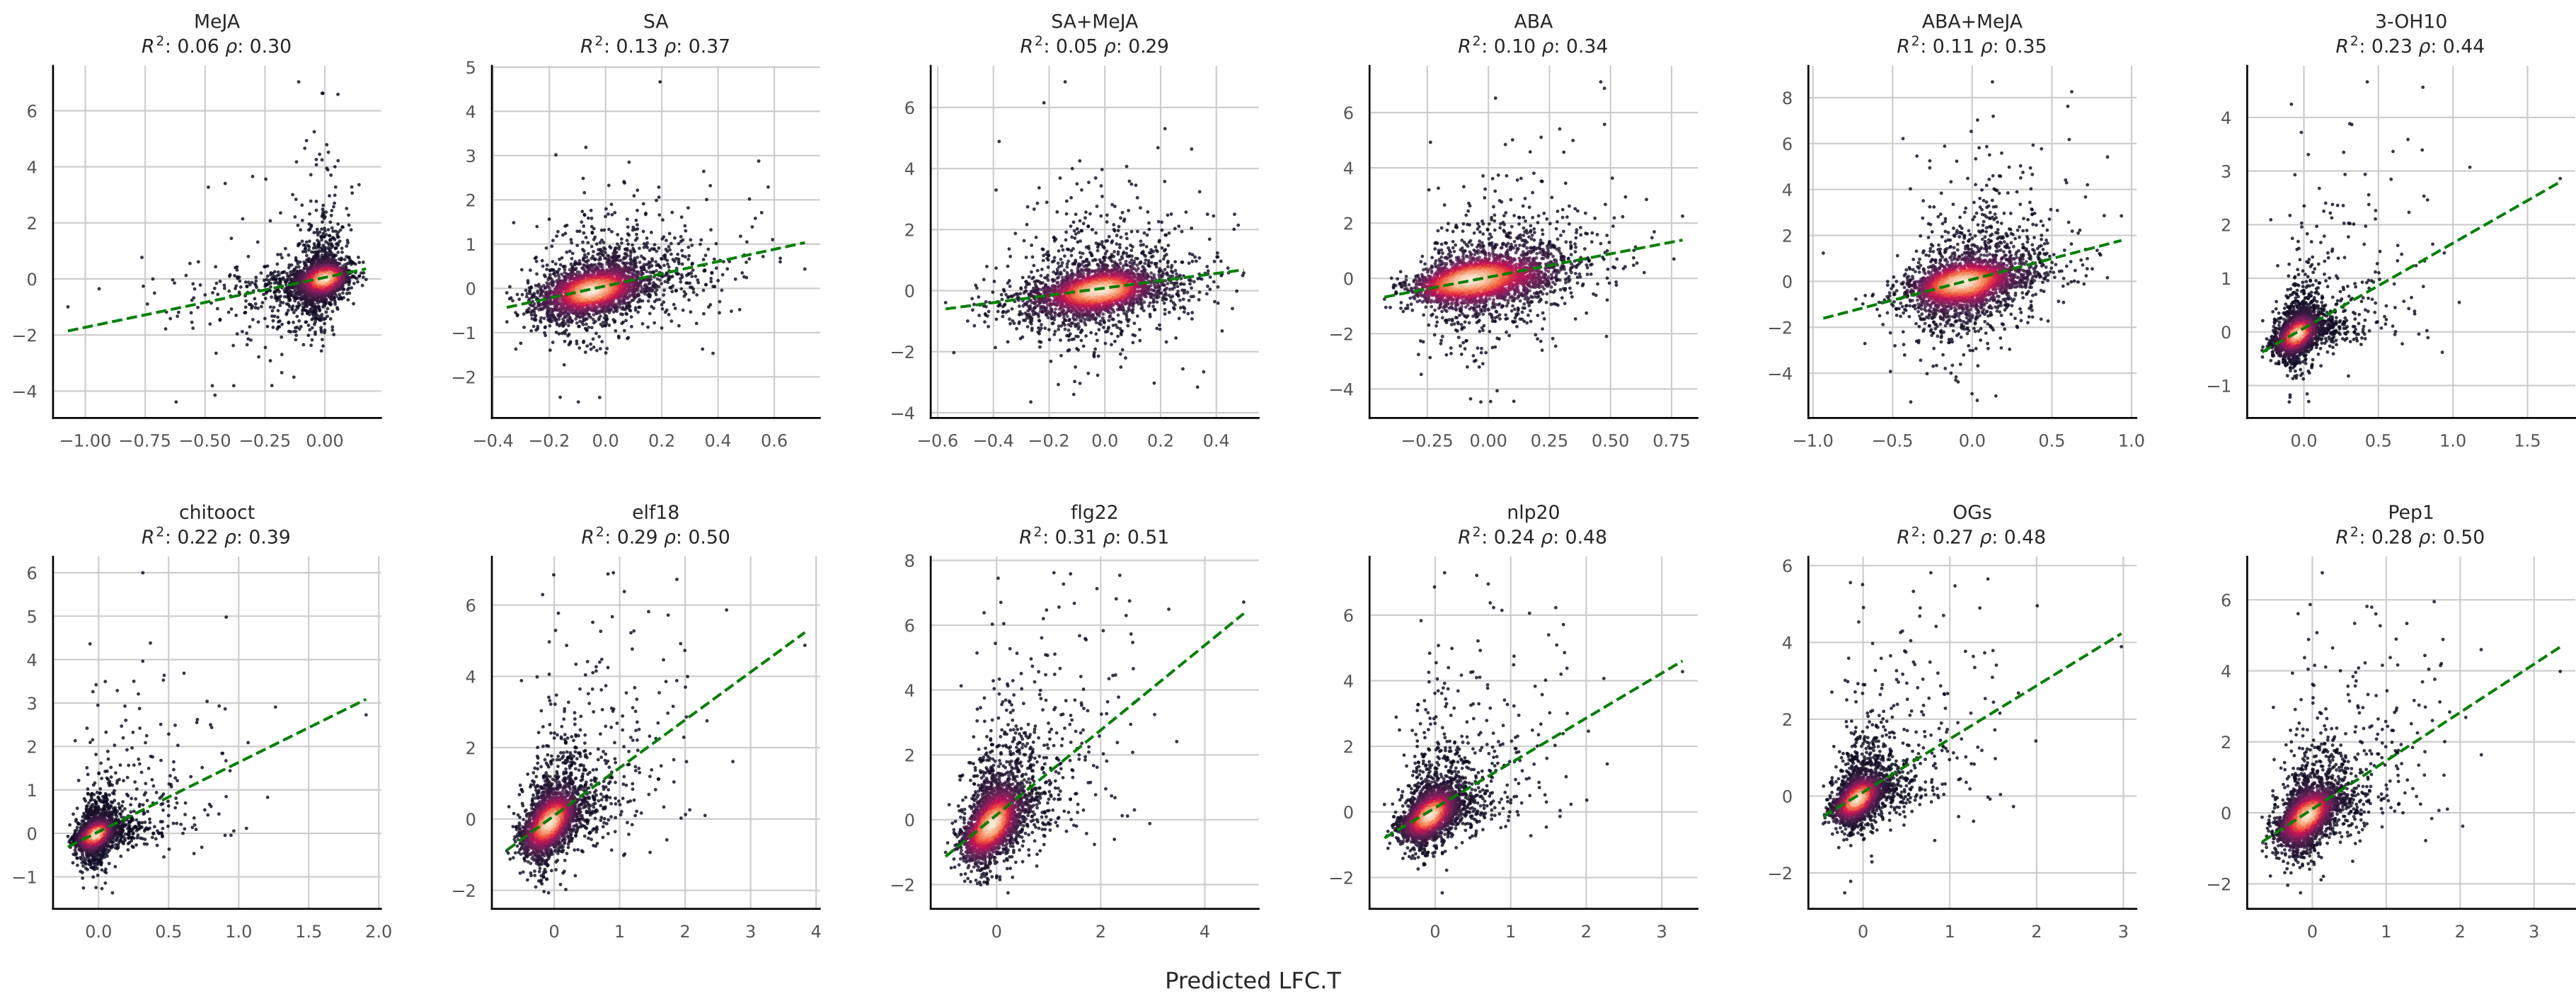 MeJA
R²: 0.06 ρ: 0.30
6
4
2
0
−2
−4
−1.00 −0.75 −0.50 −0.25 0.00
SA
R²: 0.13 ρ: 0.37
5
4
3
2
1
0
−1
−2
−0.4 −0.2 0.0 0.2 0.4 0.6
SA+MeJA
R²: 0.05 ρ: 0.29
6
4
2
0
−2
−4
−0.6 −0.4 −0.2 0.0 0.2 0.4
ABA
R²: 0.10 ρ: 0.34
6
4
2
0
−2
−4
−0.25 0.00 0.25 0.50 0.75
ABA+MeJA
R²: 0.11 ρ: 0.35
8
6
4
2
0
−2
−4
−1.0 −0.5 0.0 0.5 1.0
3-OH10
R²: 0.23 ρ: 0.44
4
3
2
1
0
−1
0.0 0.5 1.0 1.5
chitooct
R²: 0.22 ρ: 0.39
6
5
4
3
2
1
0
−1
0.0 0.5 1.0 1.5 2.0
elf18
R²: 0.29 ρ: 0.50
6
4
2
0
−2
0 1 2 3 4
flg22
R²: 0.31 ρ: 0.51
8
6
4
2
0
−2
0 2 4
nlp20
R²: 0.24 ρ: 0.48
6
4
2
0
−2
0 1 2 3
OGs
R²: 0.27 ρ: 0.48
6
4
2
0
−2
0 1 2 3
Pep1
R²: 0.28 ρ: 0.50
6
4
2
0
−2
0 1 2 3
Predicted LFC.T